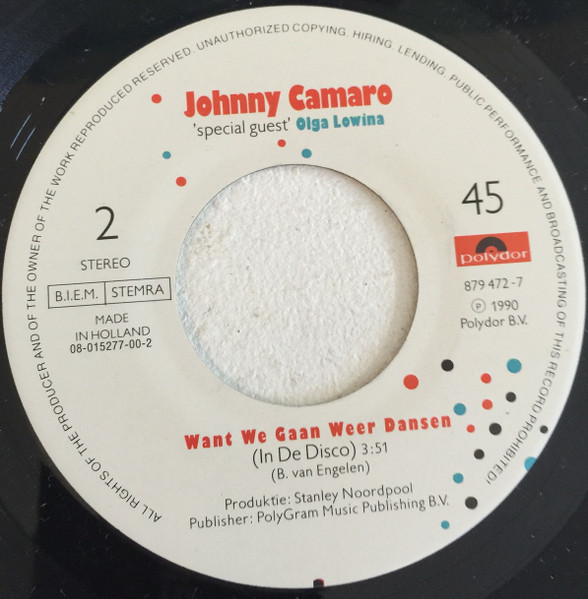 ALL RIGHTS OF THE PRODUCER AND OF THE OWNER OF THE WORK REPRODUCED RESERVED. UNAUTHORIZED COPYING, HIRING, LENDING, PUBLIC PERFORMANCE AND BROADCASTING OF THIS RECORD PROHIBITED!
Johnny Camaro
'special guest' Olga Lowina
2
STEREO
B.I.E.M. STEMRA
MADE
IN HOLLAND
08-015277-00-2
45
polydor
879 472-7
Ⓟ 1990
Polydor B.V.
Want We Gaan Weer Dansen
(In De Disco) 3:51
(B. van Engelen)
Produktie: Stanley Noordpool
Publisher: PolyGram Music Publishing B.V.